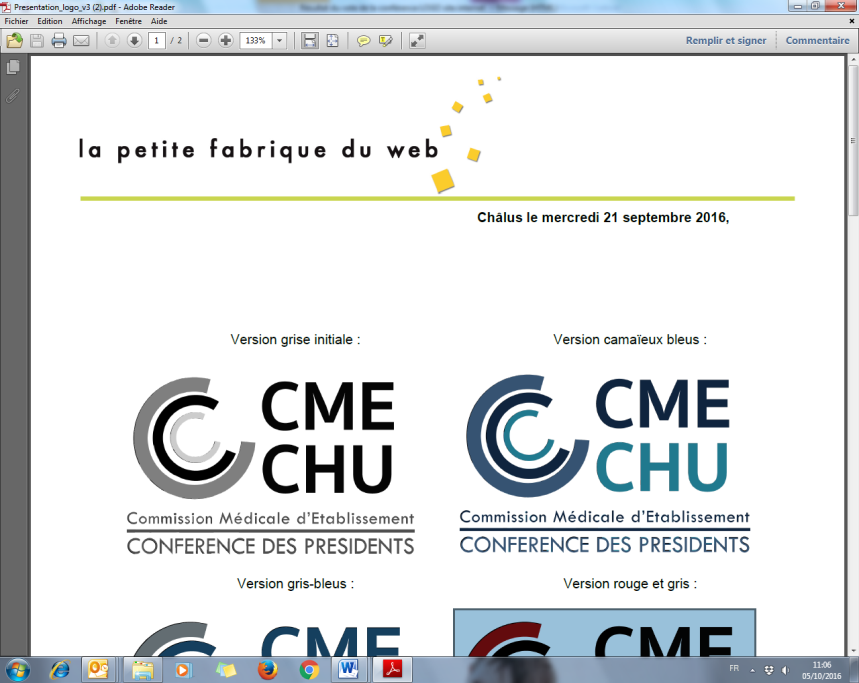 Presentation_logo_v3 (2).pdf - Adobe Reader
Fichier Edition Affichage Fenêtre Aide
1 / 2 133% Remplir et signer Commentaire
la petite fabrique du web
Châlus le mercredi 21 septembre 2016,
Version grise initiale : Version camaïeux bleus :
CME CME
CHU CHU
Commission Médicale d'Etablissement Commission Médicale d'Etablissement
CONFERENCE DES PRESIDENTS CONFERENCE DES PRESIDENTS
Version gris-bleus : Version rouge et gris :
CME CME
FR 11:06
05/10/2016